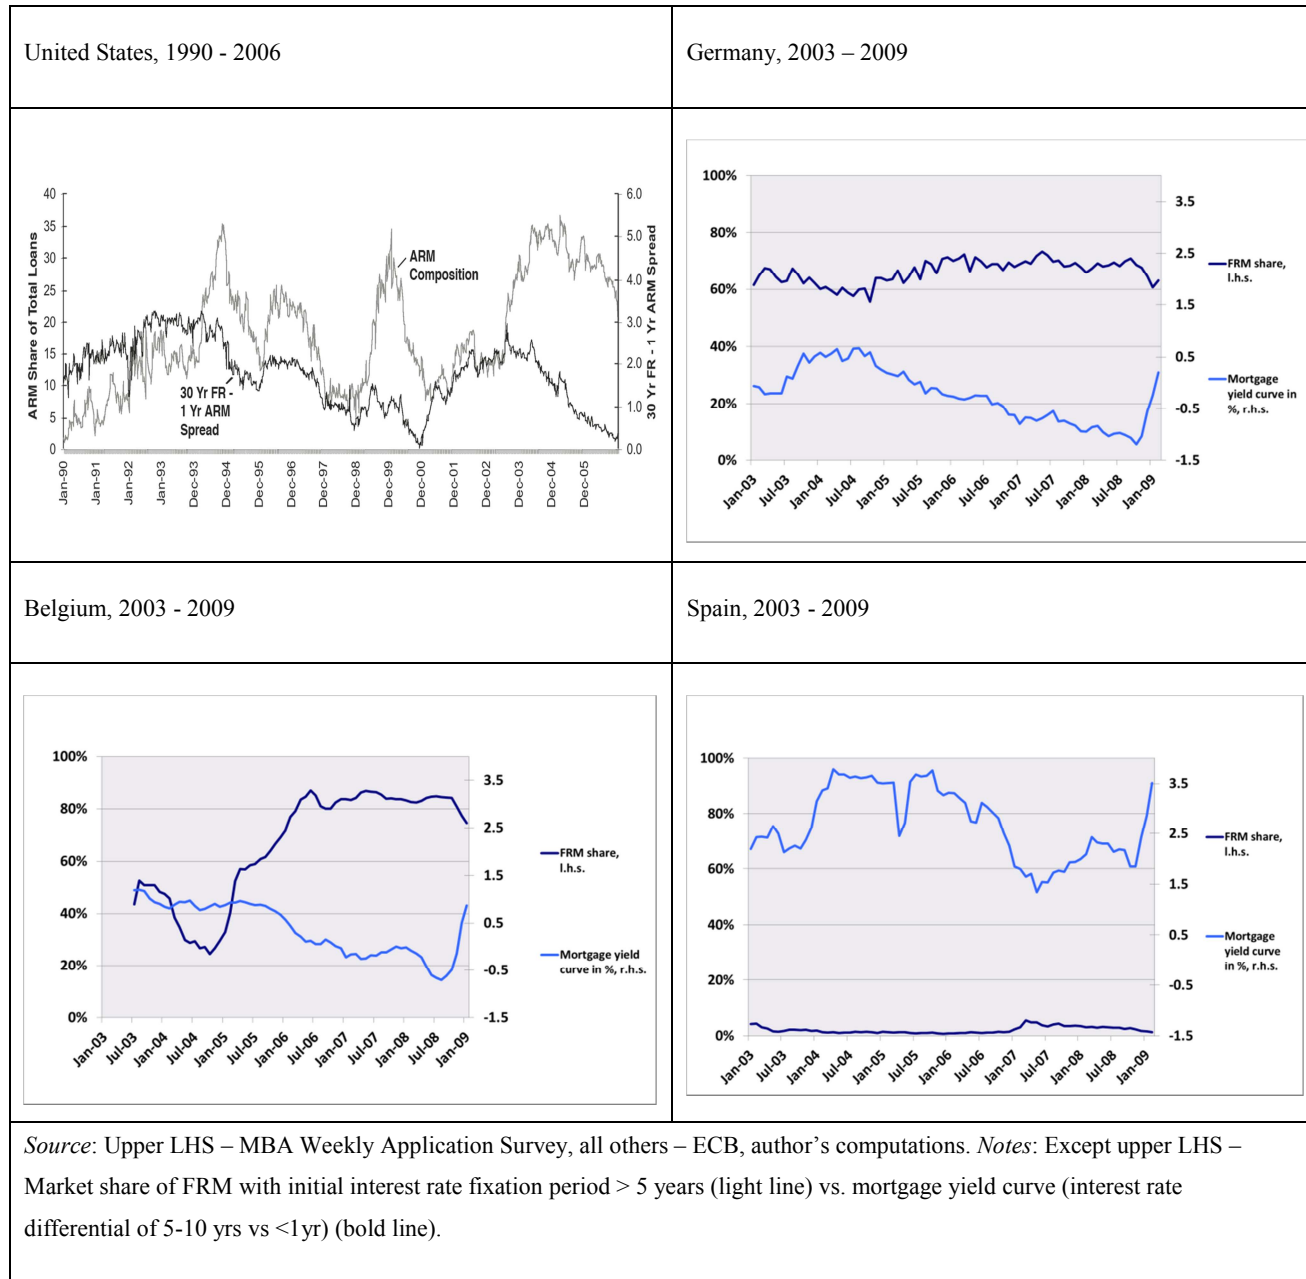 United States, 1990 - 2006
Germany, 2003 – 2009
ARM Share of Total Loans
40
35
30
25
20
15
10
5
0
6.0
5.0
4.0
3.0
2.0
1.0
0.0
30 Yr FR - 1 Yr ARM Spread
ARM
Composition
30 Yr FR -
1 Yr ARM
Spread
Jan-90
Jan-91
Jan-92
Jan-93
Dec-93
Dec-94
Dec-95
Dec-96
Dec-97
Dec-98
Dec-99
Dec-00
Dec-01
Dec-02
Dec-03
Dec-04
Dec-05
100%
80%
60%
40%
20%
0%
3.5
2.5
1.5
0.5
-0.5
-1.5
FRM share,
l.h.s.
Mortgage
yield curve in
%, r.h.s.
Jan-03
Jul-03
Jan-04
Jul-04
Jan-05
Jul-05
Jan-06
Jul-06
Jan-07
Jul-07
Jan-08
Jul-08
Jan-09
Belgium, 2003 - 2009
Spain, 2003 - 2009
100%
80%
60%
40%
20%
0%
3.5
2.5
1.5
0.5
-0.5
-1.5
FRM share,
l.h.s.
Mortgage yield
curve in %, r.h.s.
Jan-03
Jul-03
Jan-04
Jul-04
Jan-05
Jul-05
Jan-06
Jul-06
Jan-07
Jul-07
Jan-08
Jul-08
Jan-09
100%
80%
60%
40%
20%
0%
3.5
2.5
1.5
0.5
-0.5
-1.5
FRM share,
l.h.s.
Mortgage
yield curve
in %, r.h.s.
Jan-03
Jul-03
Jan-04
Jul-04
Jan-05
Jul-05
Jan-06
Jul-06
Jan-07
Jul-07
Jan-08
Jul-08
Jan-09
Source: Upper LHS – MBA Weekly Application Survey, all others – ECB, author’s computations. Notes: Except upper LHS –
Market share of FRM with initial interest rate fixation period > 5 years (light line) vs. mortgage yield curve (interest rate
differential of 5-10 yrs vs <1yr) (bold line).